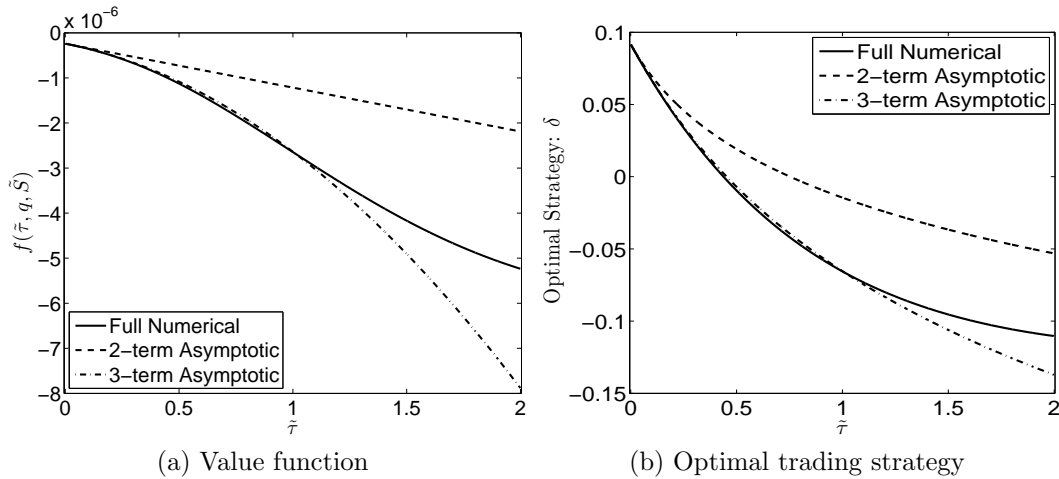 x 10⁻⁶
0
−1
−2
−3
−4
−5
−6
−7
−8
f(τ̃, q, S̃)
Full Numerical
2−term Asymptotic
3−term Asymptotic
0 0.5 1 1.5 2
τ̃
(a) Value function
0.1
0.05
0
−0.05
−0.1
−0.15
Optimal Strategy: δ
Full Numerical
2−term Asymptotic
3−term Asymptotic
0 0.5 1 1.5 2
τ̃
(b) Optimal trading strategy